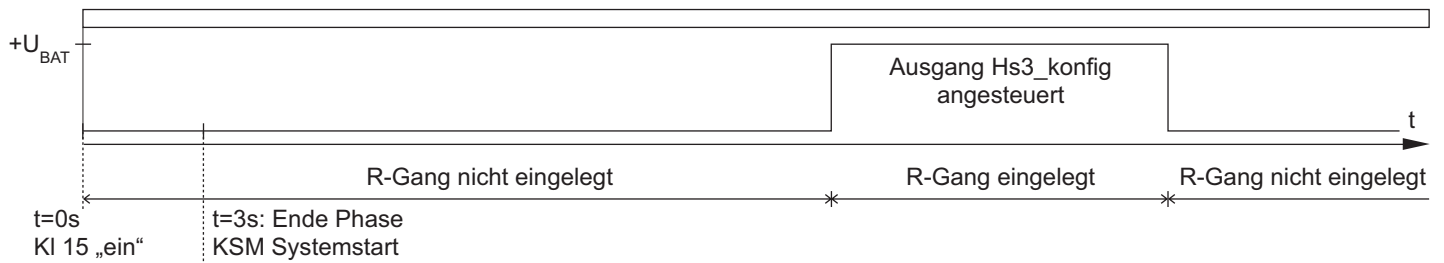 +U_BAT
Ausgang Hs3_konfig
angesteuert
t
R-Gang nicht eingelegt
R-Gang eingelegt
R-Gang nicht eingelegt
t=0s
Kl 15 „ein“
t=3s: Ende Phase
KSM Systemstart